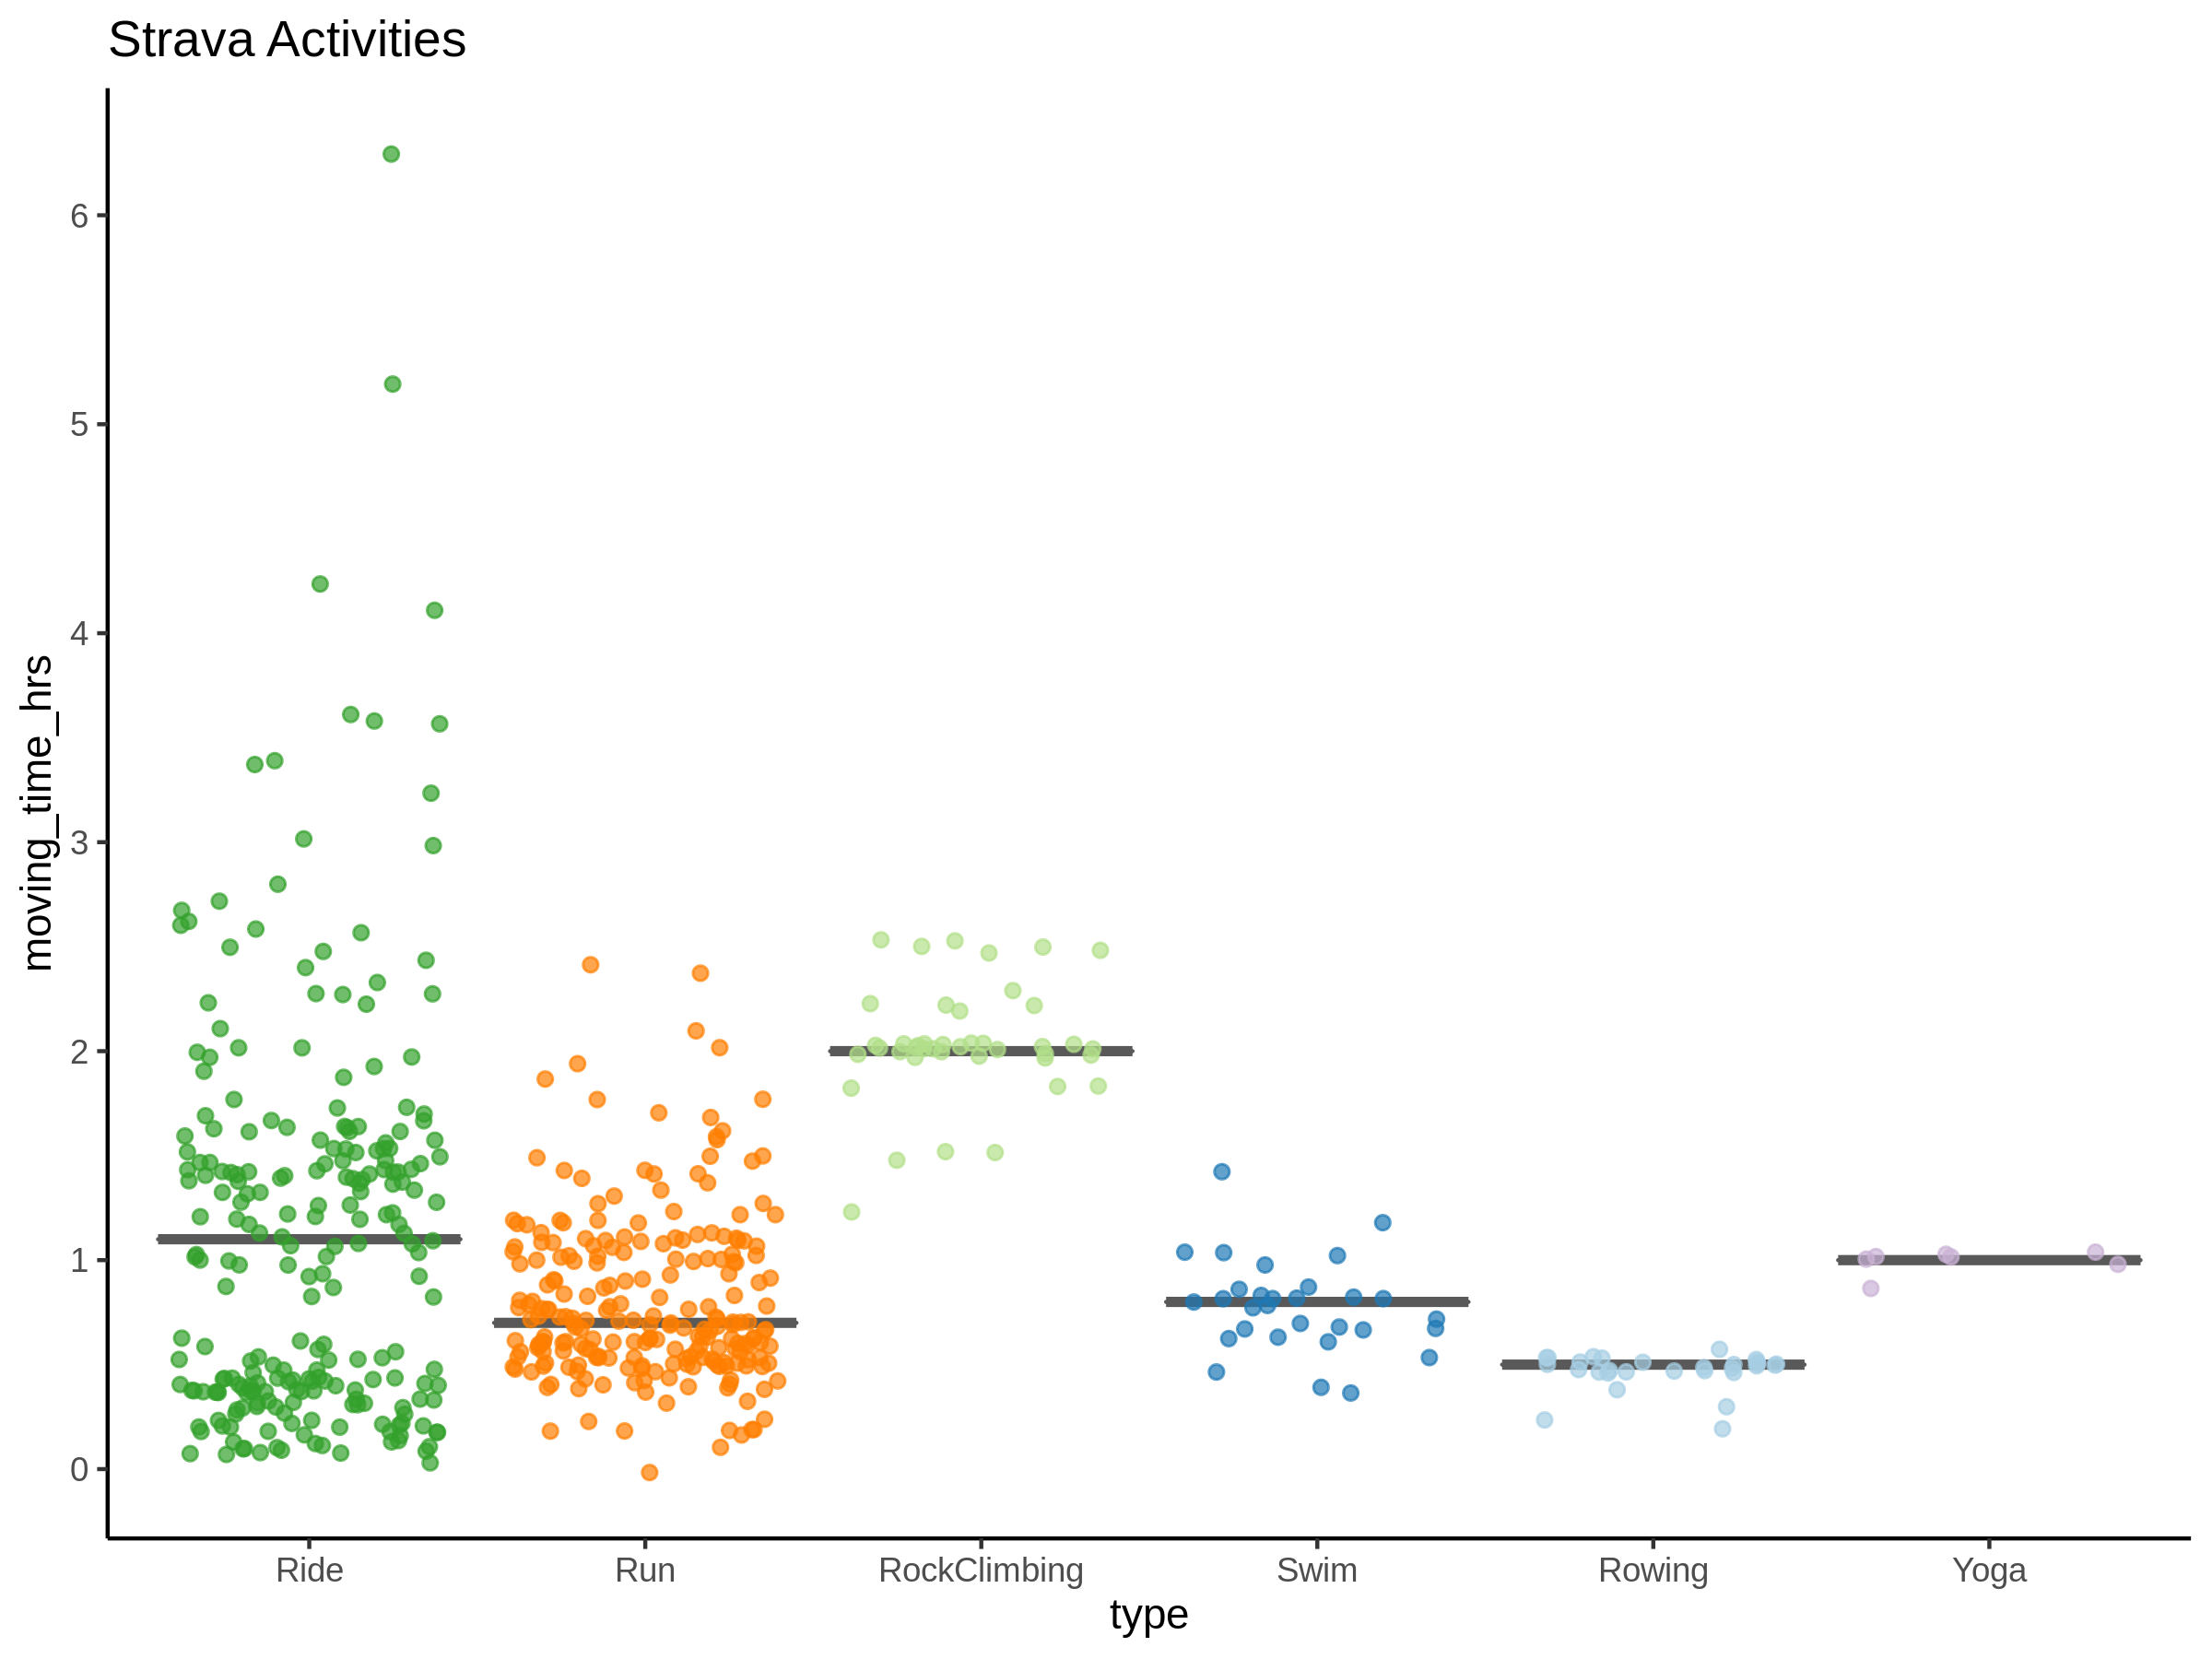 Strava Activities
moving_time_hrs
6
5
4
3
2
1
0
Ride Run RockClimbing Swim Rowing Yoga
type